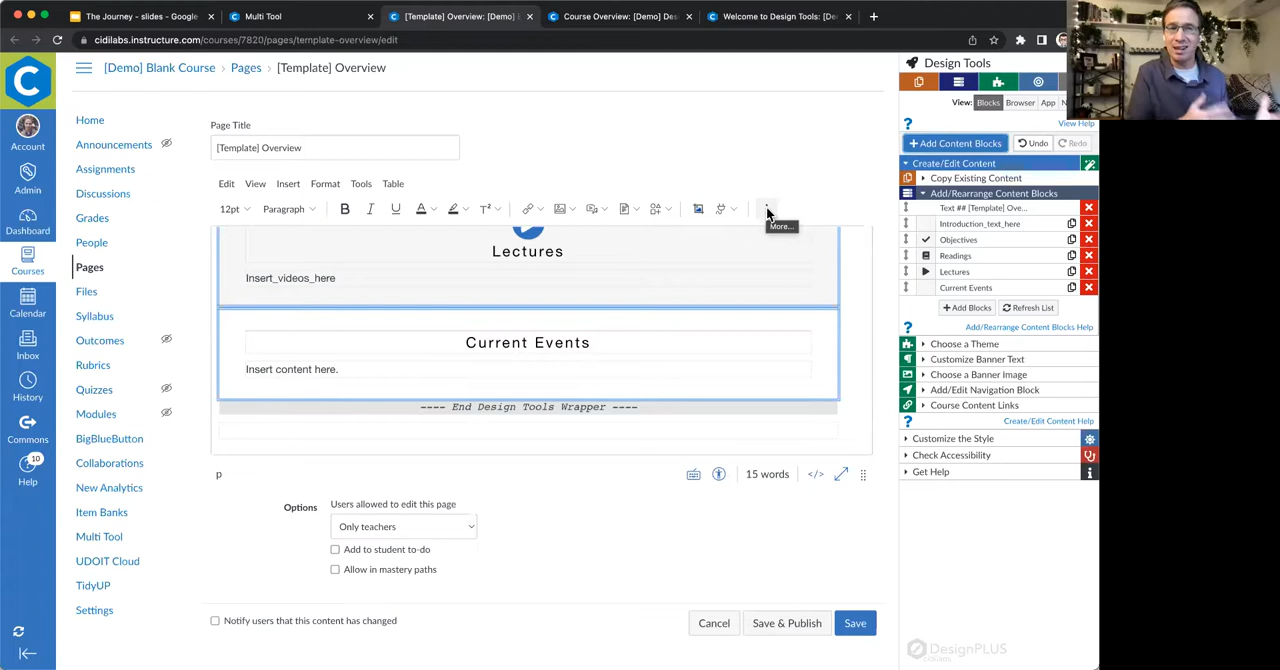 The Journey - slides - Google
Multi Tool
[Template] Overview: [Demo] B
Course Overview: [Demo] Des
Welcome to Design Tools: [De
cidilabs.instructure.com/courses/7820/pages/template-overview/edit
[Demo] Blank Course > Pages > [Template] Overview
Account
Admin
Dashboard
Courses
Calendar
Inbox
History
Commons
10
Help
Home
Announcements
Assignments
Discussions
Grades
People
Pages
Files
Syllabus
Outcomes
Rubrics
Quizzes
Modules
BigBlueButton
Collaborations
New Analytics
Item Banks
Multi Tool
UDOIT Cloud
TidyUP
Settings
Page Title
[Template] Overview
Edit View Insert Format Tools Table
12pt Paragraph B I U A T²
More...
Lectures
Insert_videos_here
Current Events
Insert content here.
---- End Design Tools Wrapper ----
p
15 words </>
Options
Users allowed to edit this page
Only teachers
Add to student to-do
Allow in mastery paths
Notify users that this content has changed
Cancel Save & Publish Save
Design Tools
View: Blocks Browser App
View Help
+ Add Content Blocks Undo Redo
Create/Edit Content
Copy Existing Content
Add/Rearrange Content Blocks
Text ## [Template] Ove...
Introduction_text_here
Objectives
Readings
Lectures
Current Events
+ Add Blocks Refresh List
Add/Rearrange Content Blocks Help
Choose a Theme
Customize Banner Text
Choose a Banner Image
Add/Edit Navigation Block
Course Content Links
Create/Edit Content Help
Customize the Style
Check Accessibility
Get Help
DesignPLUS